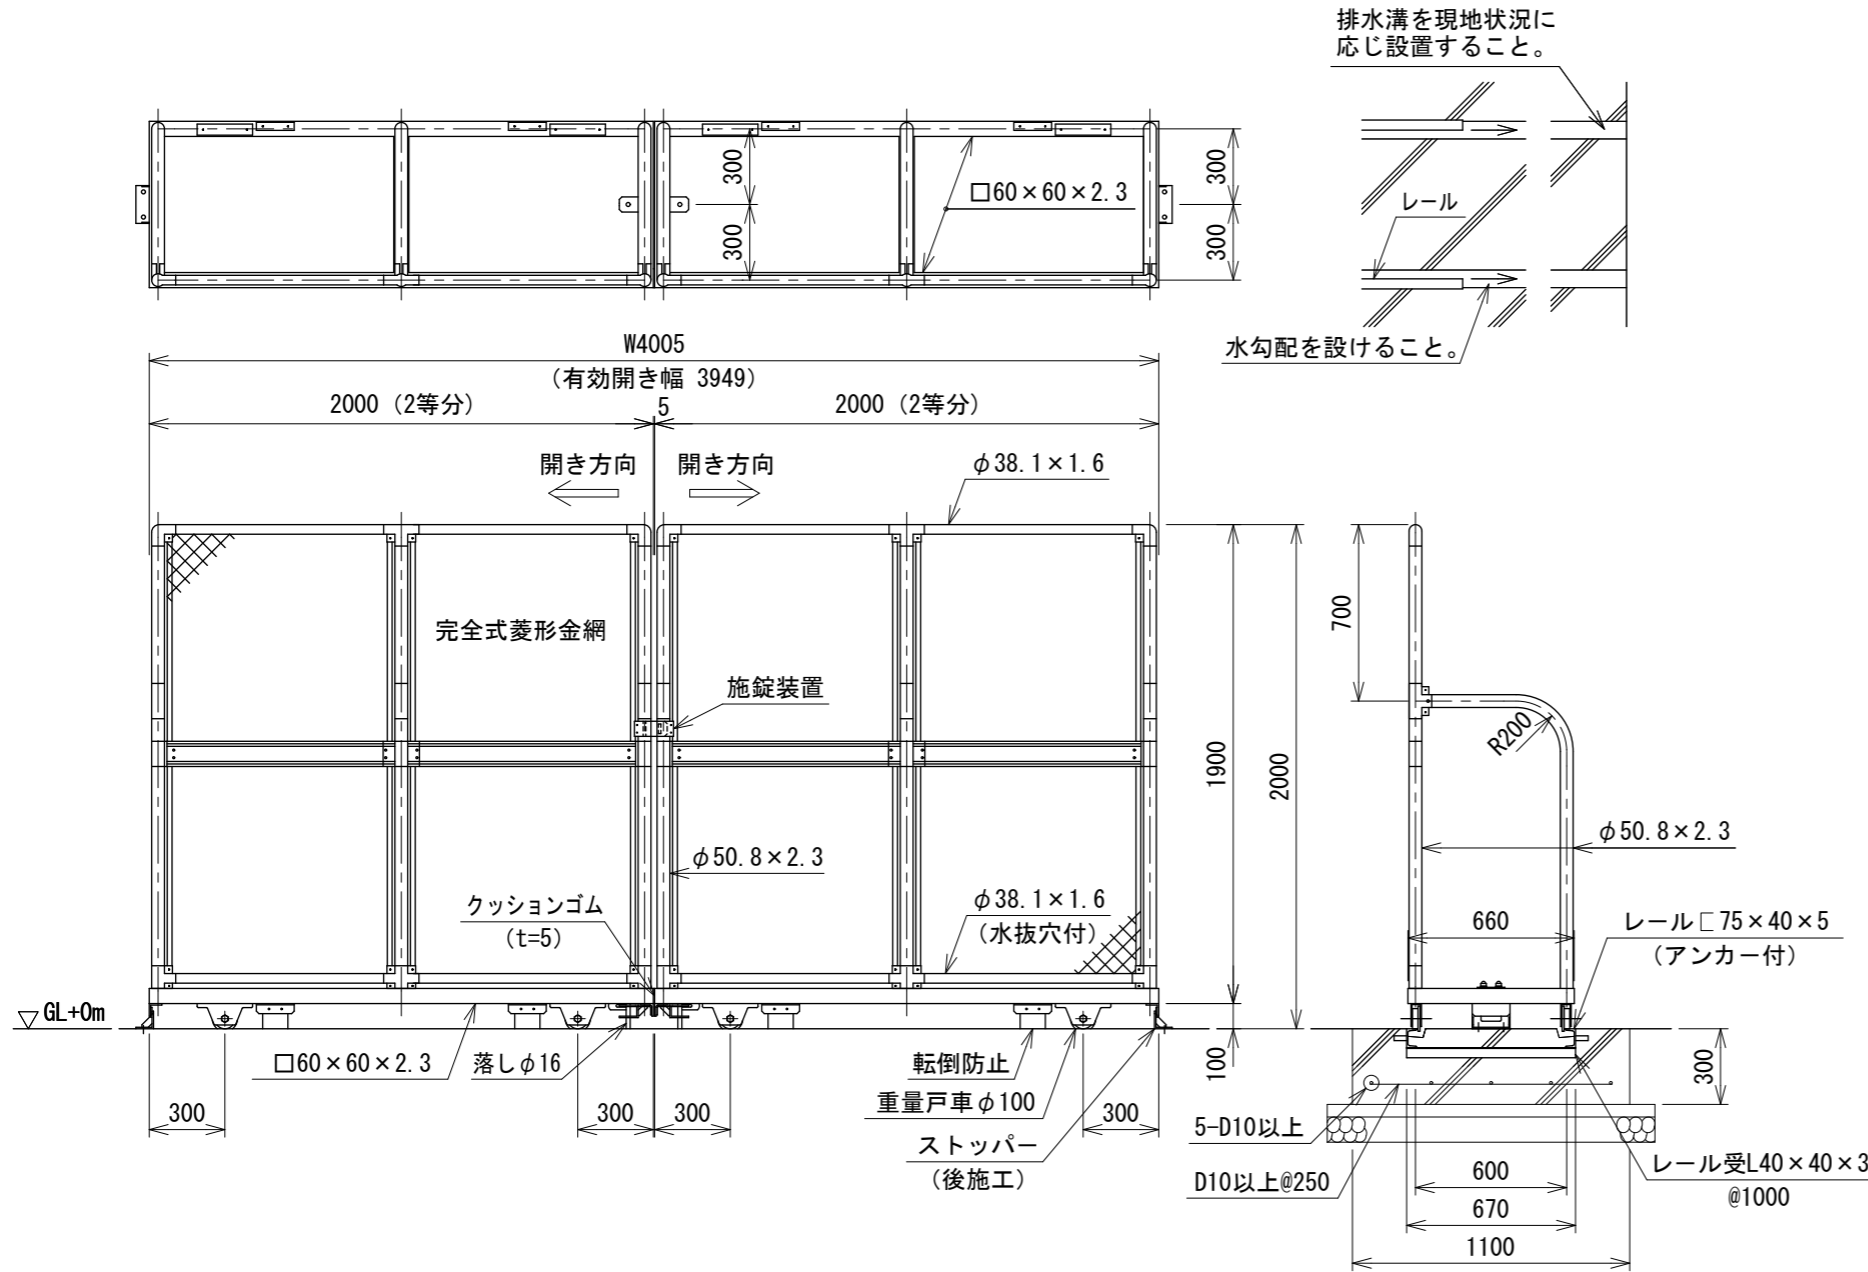 排水溝を現地状況に
応じ設置すること。
300
300
□60×60×2.3
300
300
レール
水勾配を設けること。
W4005
(有効開き幅 3949)
2000 (2等分)
5
2000 (2等分)
開き方向
開き方向
φ38.1×1.6
完全式菱形金網
施錠装置
700
R200
1900
2000
φ50.8×2.3
φ50.8×2.3
クッションゴム
(t=5)
φ38.1×1.6
(水抜穴付)
660
レール⊏75×40×5
(アンカー付)
GL+0m
□60×60×2.3
落しφ16
転倒防止
重量戸車φ100
ストッパー
(後施工)
100
300
300
300
300
300
5-D10以上
D10以上@250
レール受L40×40×3
@1000
600
670
1100